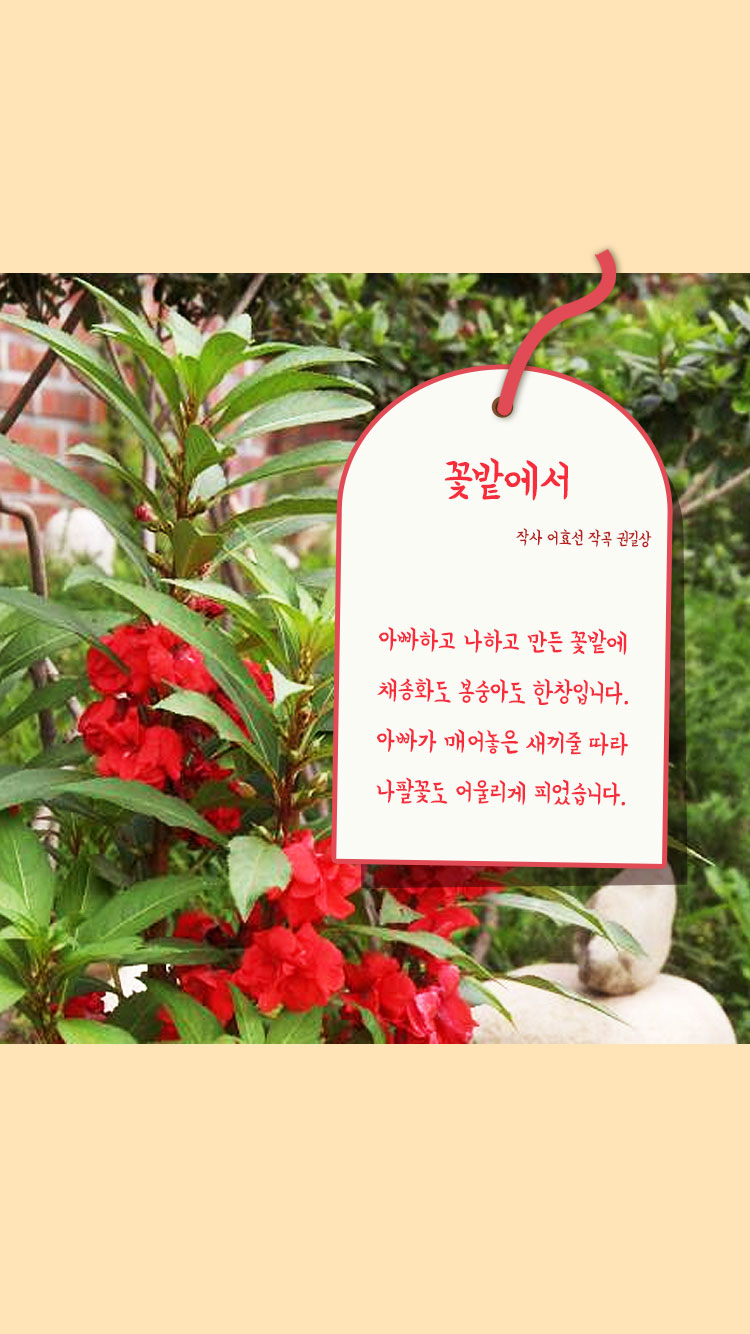 꽃밭에서
작사 어효선 작곡 권길상
아빠하고 나하고 만든 꽃밭에
채송화도 봉숭아도 한창입니다.
아빠가 매어놓은 새끼줄 따라
나팔꽃도 어울리게 피었습니다.